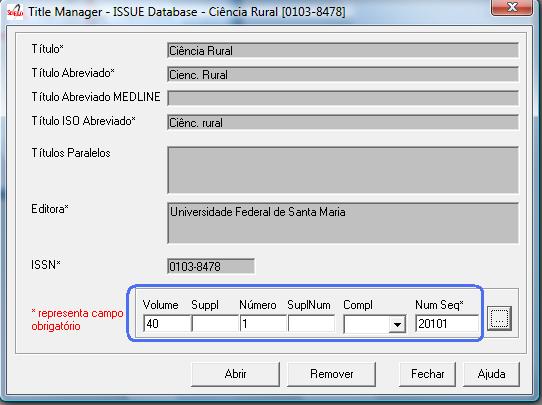 Title Manager - ISSUE Database - Ciência Rural [0103-8478]
Título* Ciência Rural
Título Abreviado* Cienc. Rural
Título Abreviado MEDLINE
Título ISO Abreviado* Ciênc. rural
Títulos Paralelos
Editora* Universidade Federal de Santa Maria
ISSN* 0103-8478
* representa campo obrigatório
Volume Suppl Número SuplNum Compl Num Seq*
40 1 20101 ...
Abrir Remover Fechar Ajuda